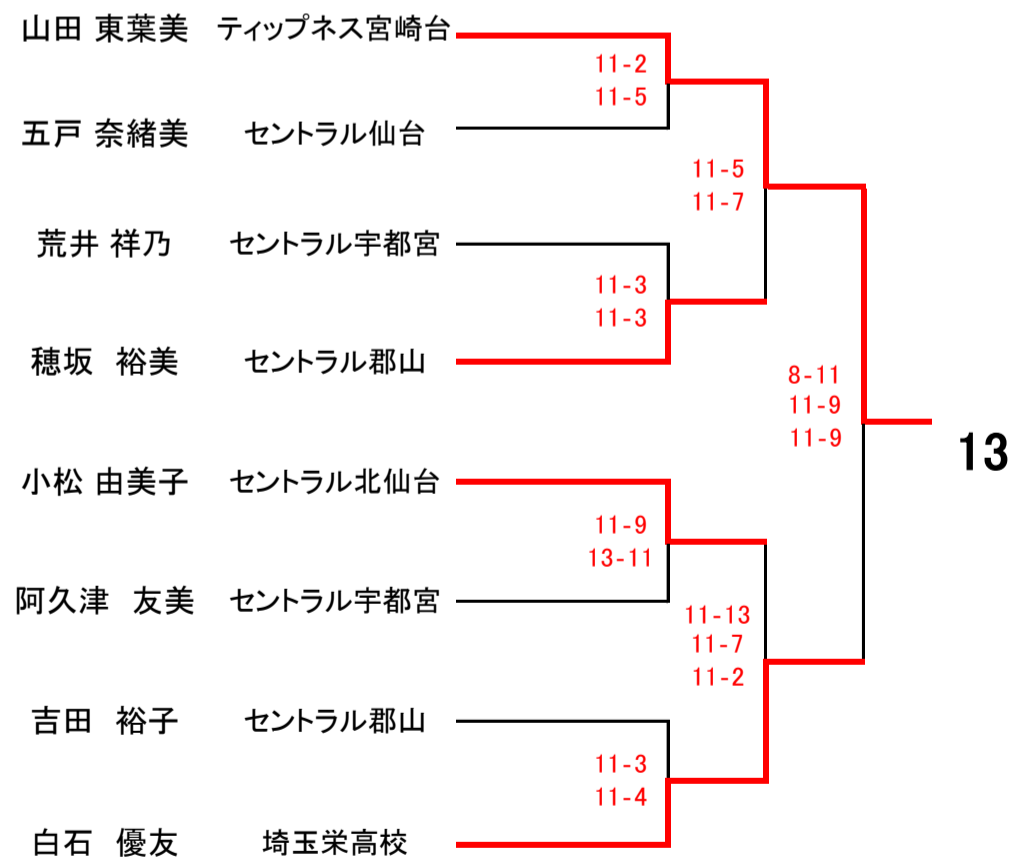 山田 東葉美 ティップネス宮崎台
11-2
11-5
五戸 奈緒美 セントラル仙台
11-5
11-7
荒井 祥乃 セントラル宇都宮
11-3
11-3
穂坂 裕美 セントラル郡山
8-11
11-9
11-9
13
小松 由美子 セントラル北仙台
11-9
13-11
阿久津 友美 セントラル宇都宮
11-13
11-7
11-2
吉田 裕子 セントラル郡山
11-3
11-4
白石 優友 埼玉栄高校